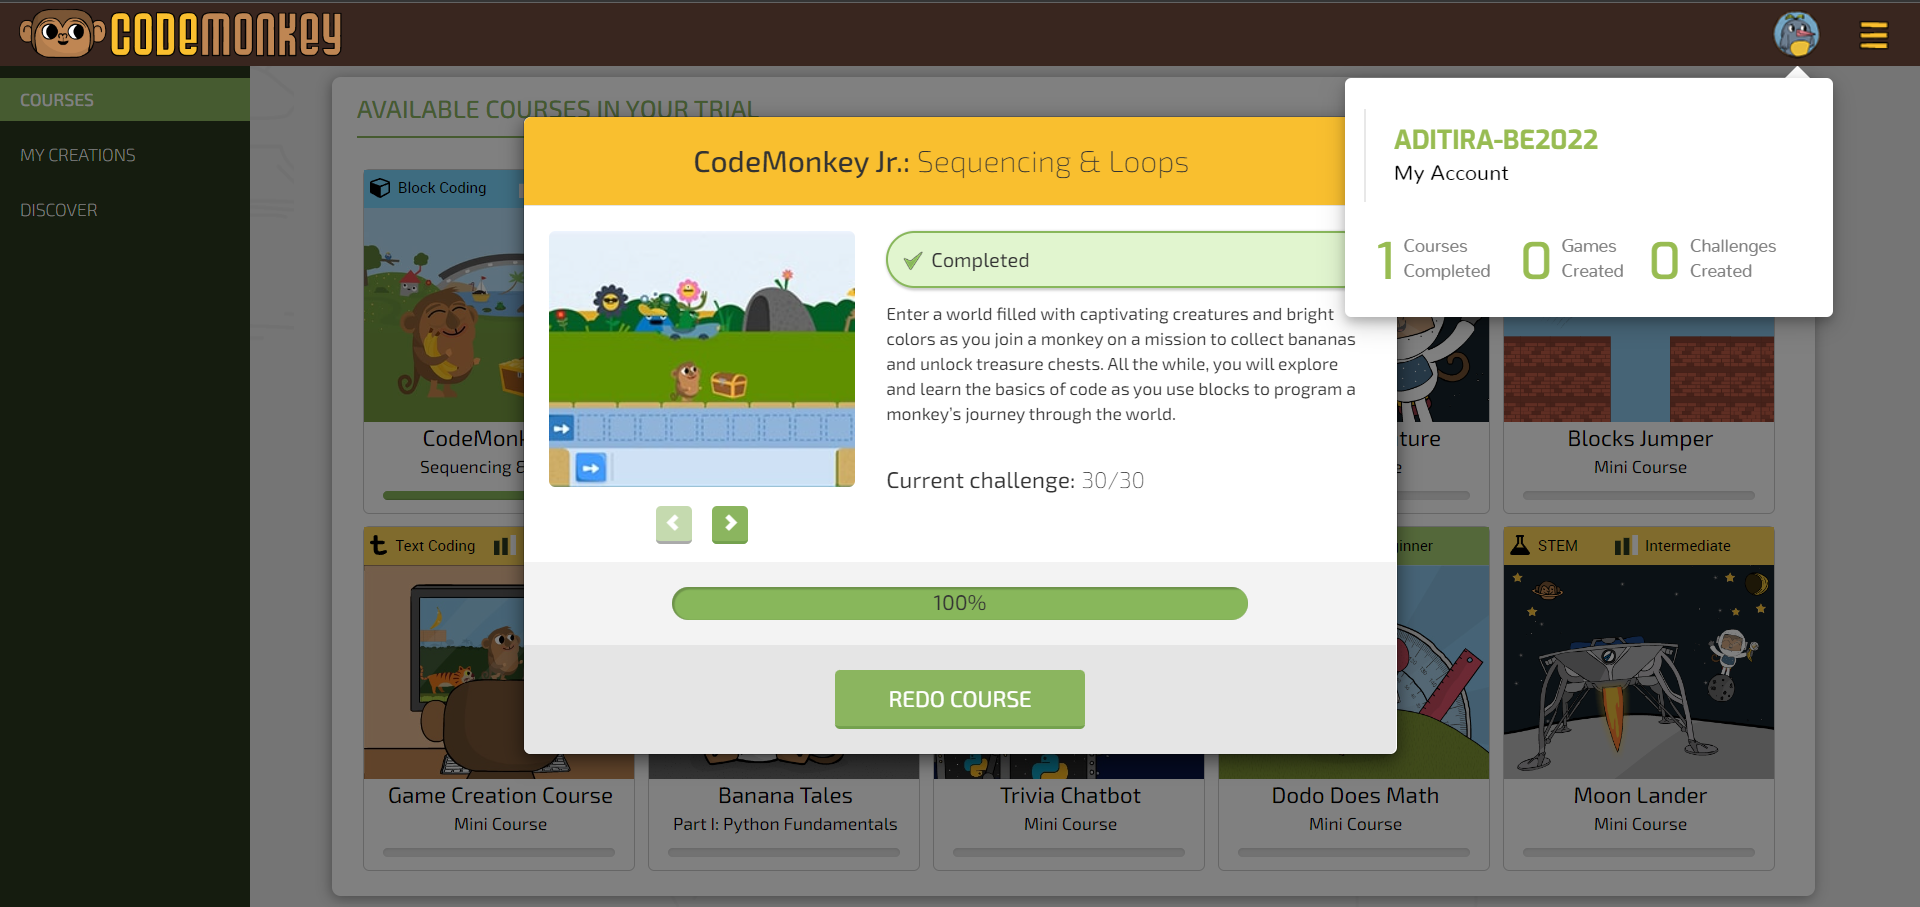 CODEMONKEY
COURSES
MY CREATIONS
DISCOVER
AVAILABLE COURSES IN YOUR TRIAL
ADITIRA-BE2022
My Account
1 Courses Completed
0 Games Created
0 Challenges Created
CodeMonkey Jr.: Sequencing & Loops
Completed
Enter a world filled with captivating creatures and bright
colors as you join a monkey on a mission to collect bananas
and unlock treasure chests. All the while, you will explore
and learn the basics of code as you use blocks to program a
monkey's journey through the world.
Current challenge: 30/30
100%
REDO COURSE
Block Coding
Sequencing &
Blocks Jumper
Mini Course
Text Coding
Game Creation Course
Mini Course
Banana Tales
Part I: Python Fundamentals
Trivia Chatbot
Mini Course
Dodo Does Math
Mini Course
STEM Intermediate
Moon Lander
Mini Course